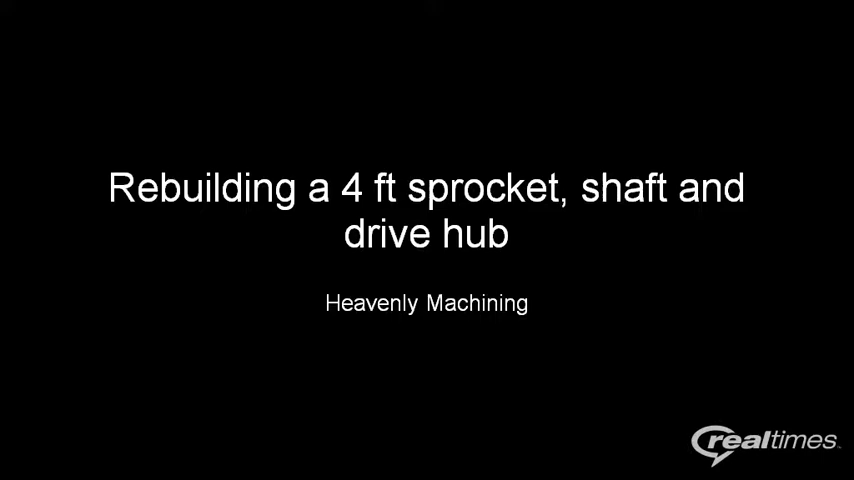 Rebuilding a 4 ft sprocket, shaft and
drive hub
Heavenly Machining
realtimes